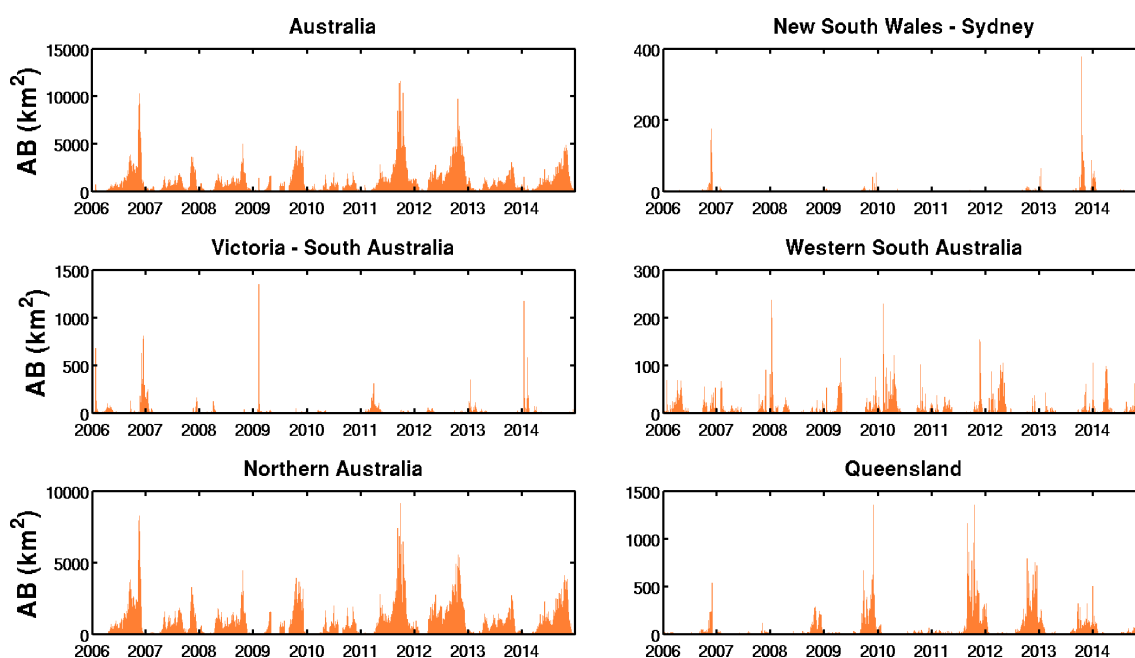 Australia
15000
10000
5000
0
AB (km²)
2006 2007 2008 2009 2010 2011 2012 2013 2014
New South Wales - Sydney
400
200
0
2006 2007 2008 2009 2010 2011 2012 2013 2014
Victoria - South Australia
1500
1000
500
0
AB (km²)
2006 2007 2008 2009 2010 2011 2012 2013 2014
Western South Australia
300
200
100
0
2006 2007 2008 2009 2010 2011 2012 2013 2014
Northern Australia
10000
5000
0
AB (km²)
2006 2007 2008 2009 2010 2011 2012 2013 2014
Queensland
1500
1000
500
0
2006 2007 2008 2009 2010 2011 2012 2013 2014